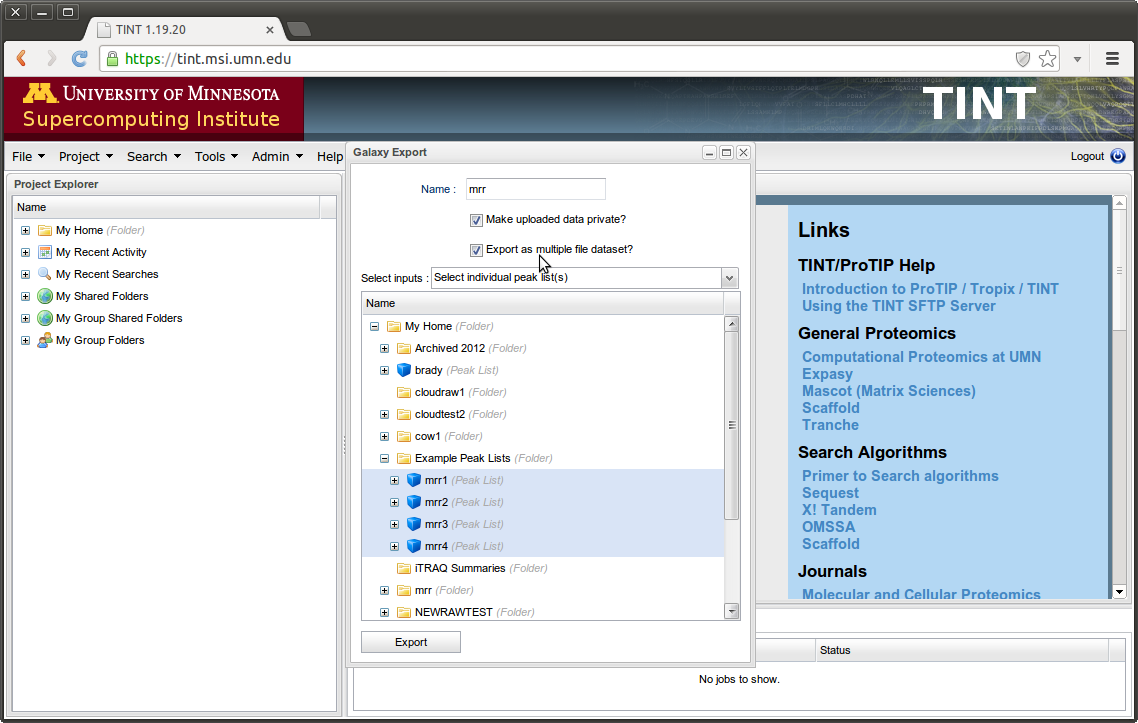 TINT 1.19.20
https://tint.msi.umn.edu
M UNIVERSITY OF MINNESOTA
Supercomputing Institute
TINT
File Project Search Tools Admin Help
Logout
Project Explorer
Name
My Home (Folder)
My Recent Activity
My Recent Searches
My Shared Folders
My Group Shared Folders
My Group Folders
Galaxy Export
Name : mrr
Make uploaded data private?
Export as multiple file dataset?
Select inputs : Select individual peak list(s)
Name
My Home (Folder)
Archived 2012 (Folder)
brady (Peak List)
cloudraw1 (Folder)
cloudtest2 (Folder)
cow1 (Folder)
Example Peak Lists (Folder)
mrr1 (Peak List)
mrr2 (Peak List)
mrr3 (Peak List)
mrr4 (Peak List)
iTRAQ Summaries (Folder)
mrr (Folder)
NEWRAWTEST (Folder)
Export
Links
TINT/ProTIP Help
Introduction to ProTIP / Tropix / TINT
Using the TINT SFTP Server
General Proteomics
Computational Proteomics at UMN
Expasy
Mascot (Matrix Sciences)
Scaffold
Tranche
Search Algorithms
Primer to Search algorithms
Sequest
X! Tandem
OMSSA
Scaffold
Journals
Molecular and Cellular Proteomics
Status
No jobs to show.